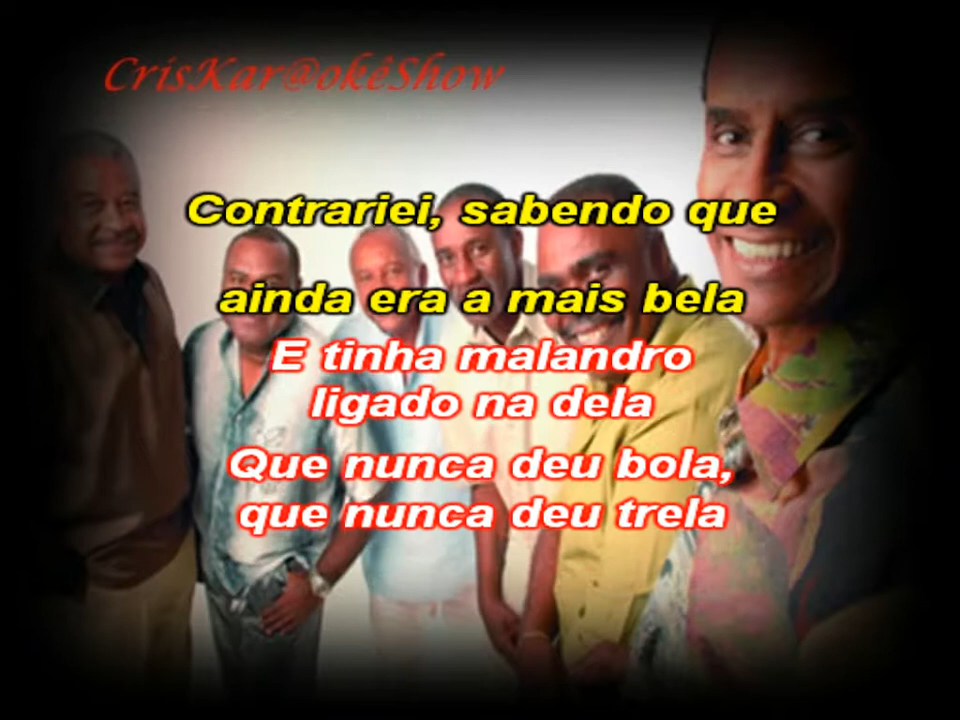 CrisKar@okêShow
Contrariei, sabendo que
ainda era a mais bela
E tinha malandro
ligado na dela
Que nunca deu bola,
que nunca deu trela